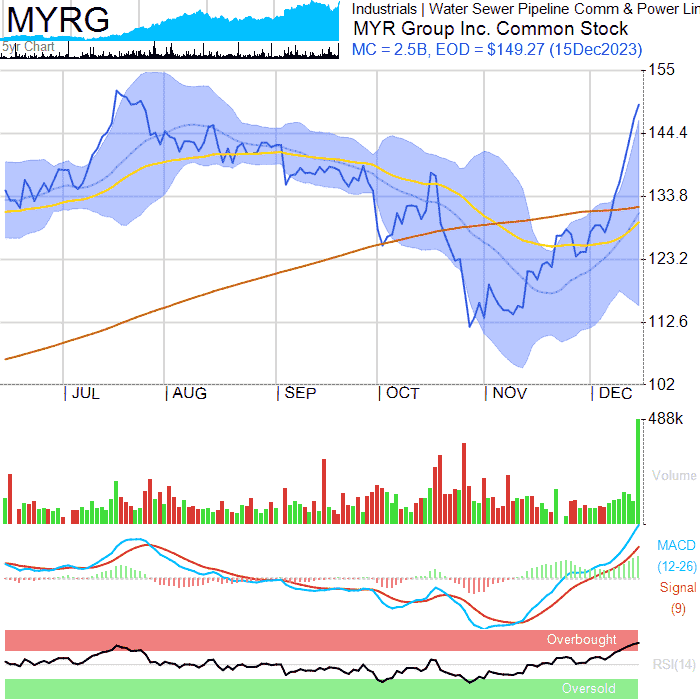 MYRG
Industrials | Water Sewer Pipeline Comm & Power Lin
MYR Group Inc. Common Stock
MC = 2.5B, EOD = $149.27 (15Dec2023)
5yr Chart
155
144.4
133.8
123.2
112.6
102
JUL AUG SEP OCT NOV DEC
488k
Volume
MACD
(12-26)
Signal
(9)
Overbought
RSI(14)
Oversold